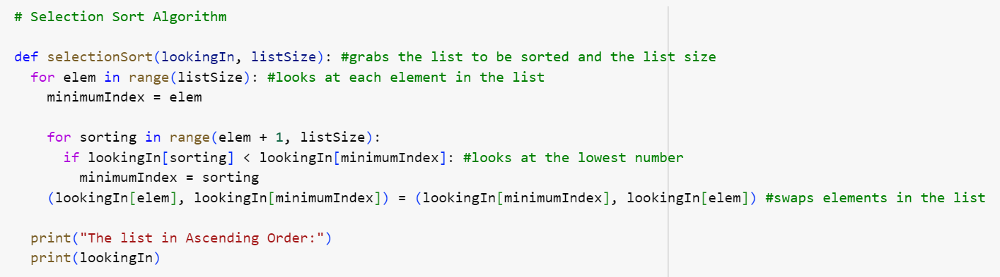 # Selection Sort Algorithm
def selectionSort(lookingIn, listSize): #grabs the list to be sorted and the list size
  for elem in range(listSize): #looks at each element in the list
    minimumIndex = elem
    for sorting in range(elem + 1, listSize):
      if lookingIn[sorting] < lookingIn[minimumIndex]: #looks at the lowest number
        minimumIndex = sorting
    (lookingIn[elem], lookingIn[minimumIndex]) = (lookingIn[minimumIndex], lookingIn[elem]) #swaps elements in the list
  print("The list in Ascending Order:")
  print(lookingIn)